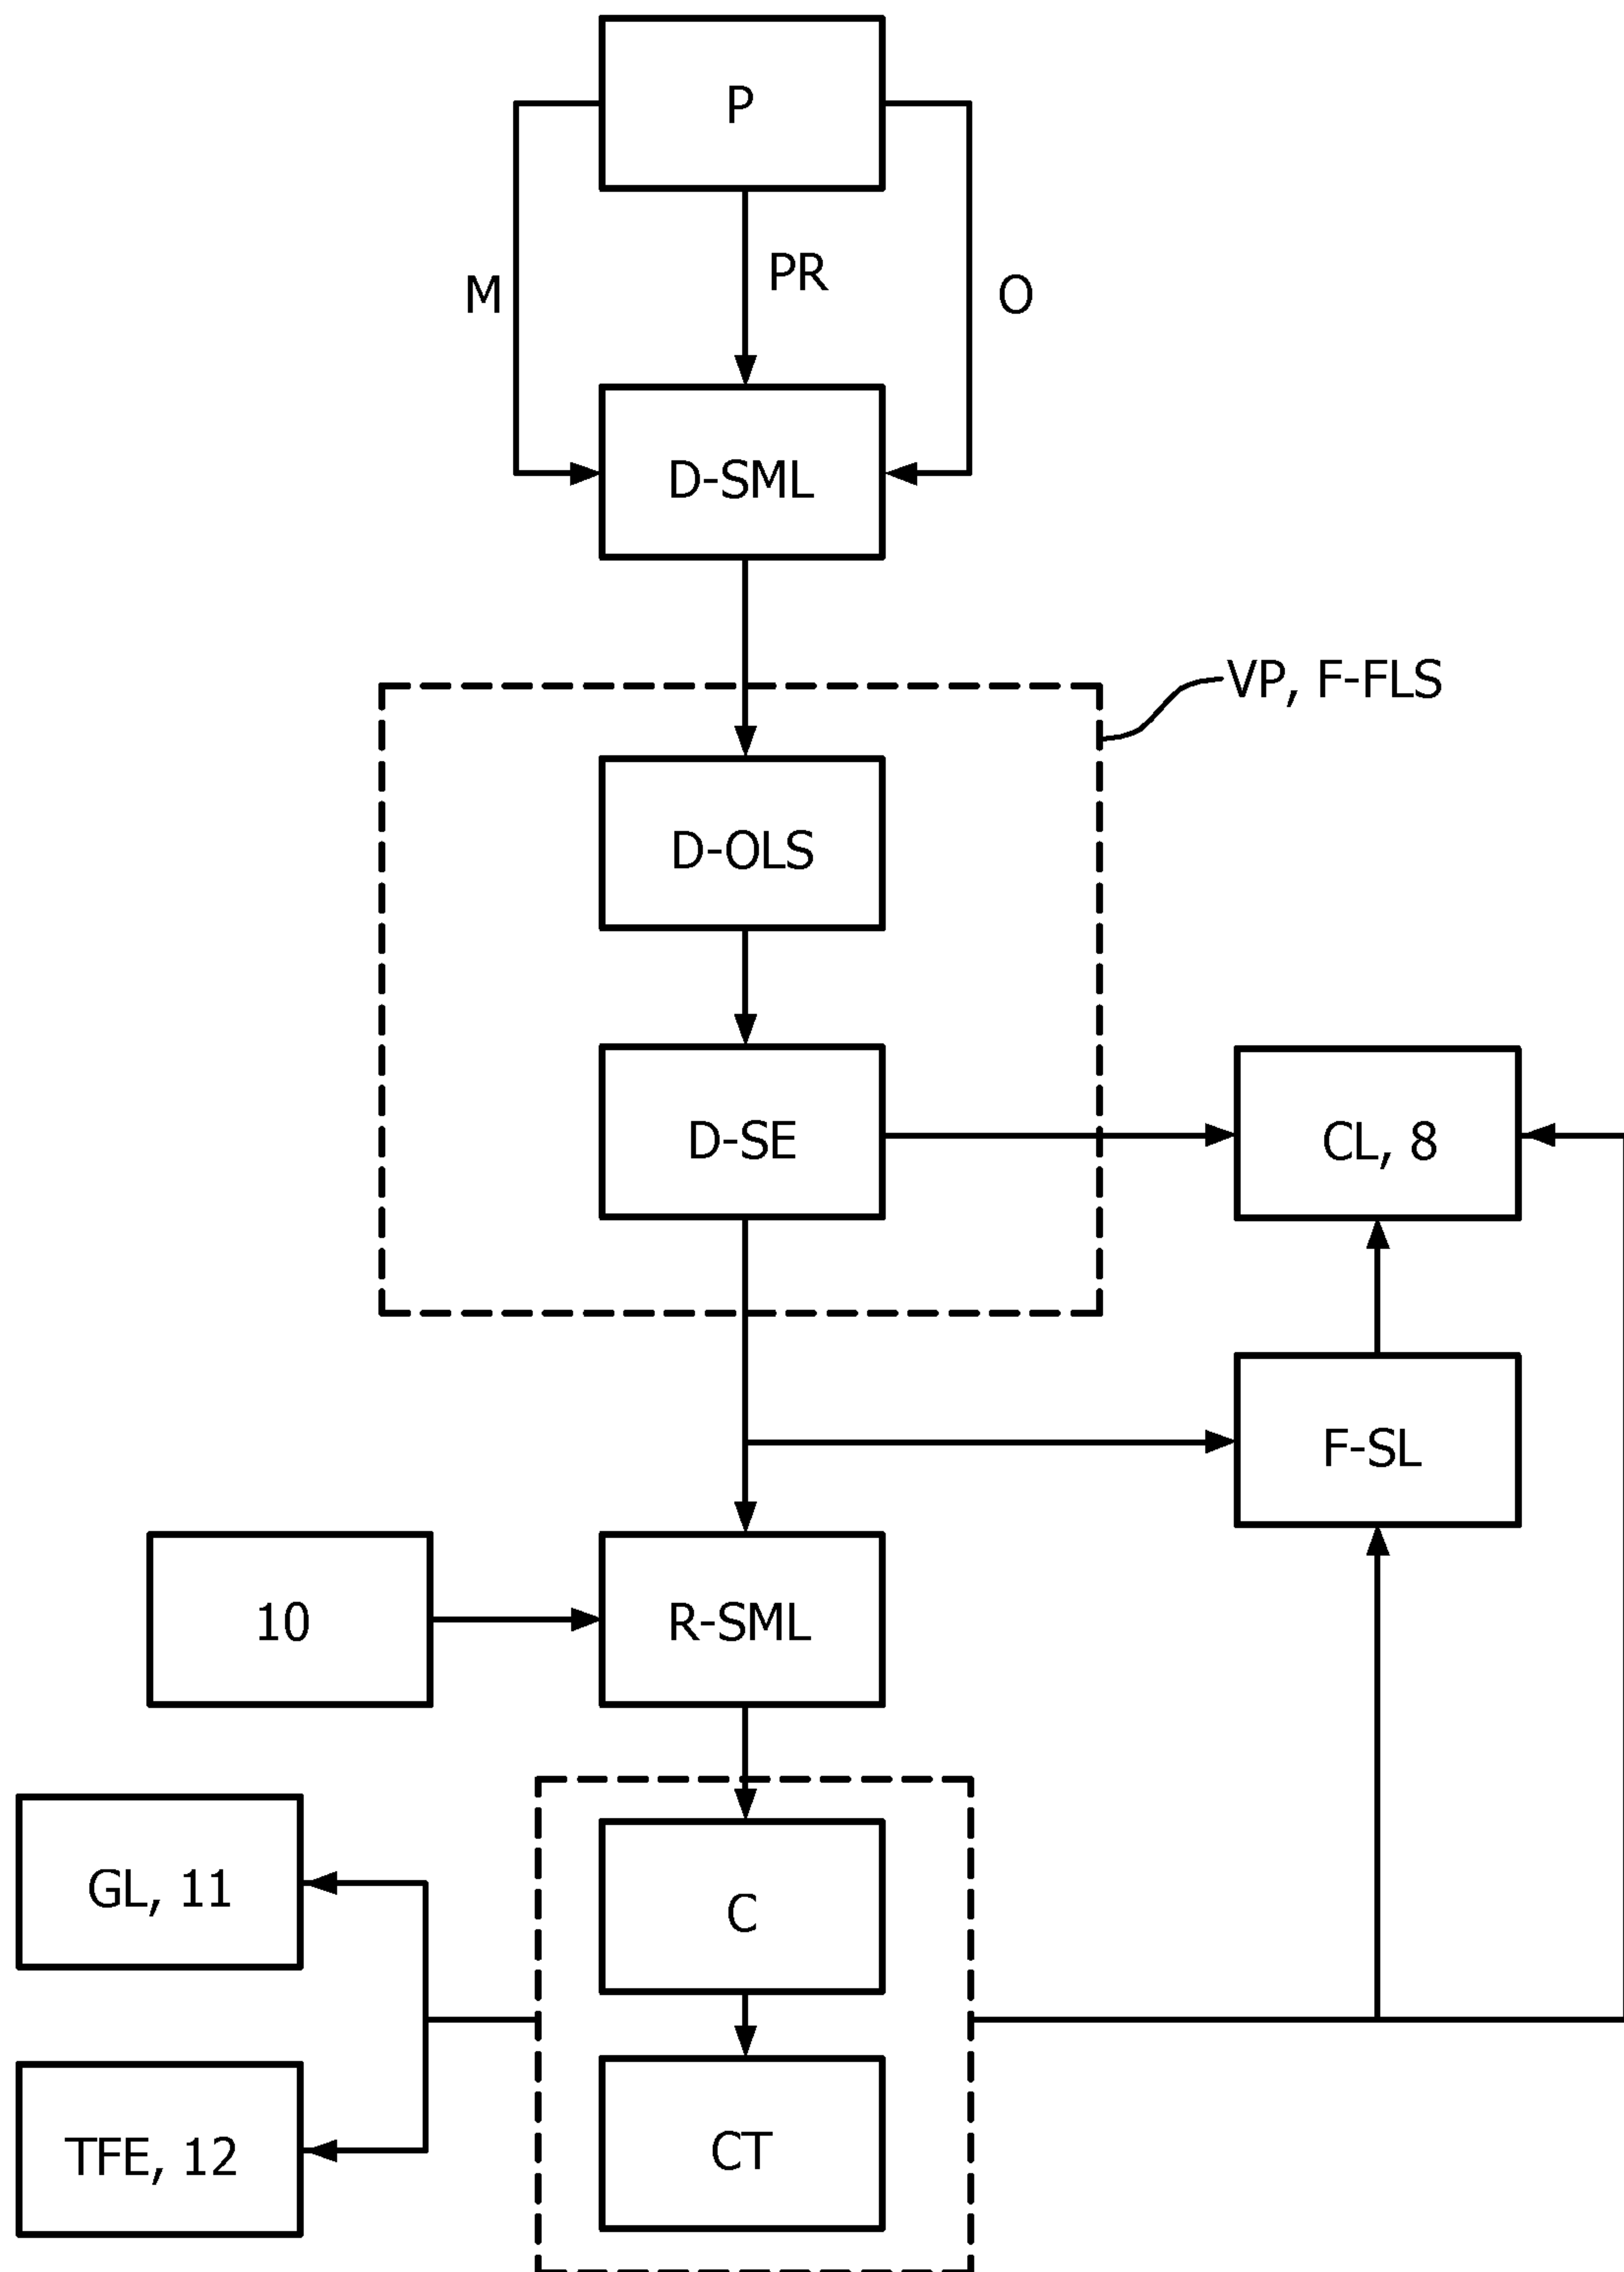 P
M
PR
O
D-SML
VP, F-FLS
D-OLS
D-SE
CL, 8
F-SL
10
R-SML
GL, 11
C
TFE, 12
CT